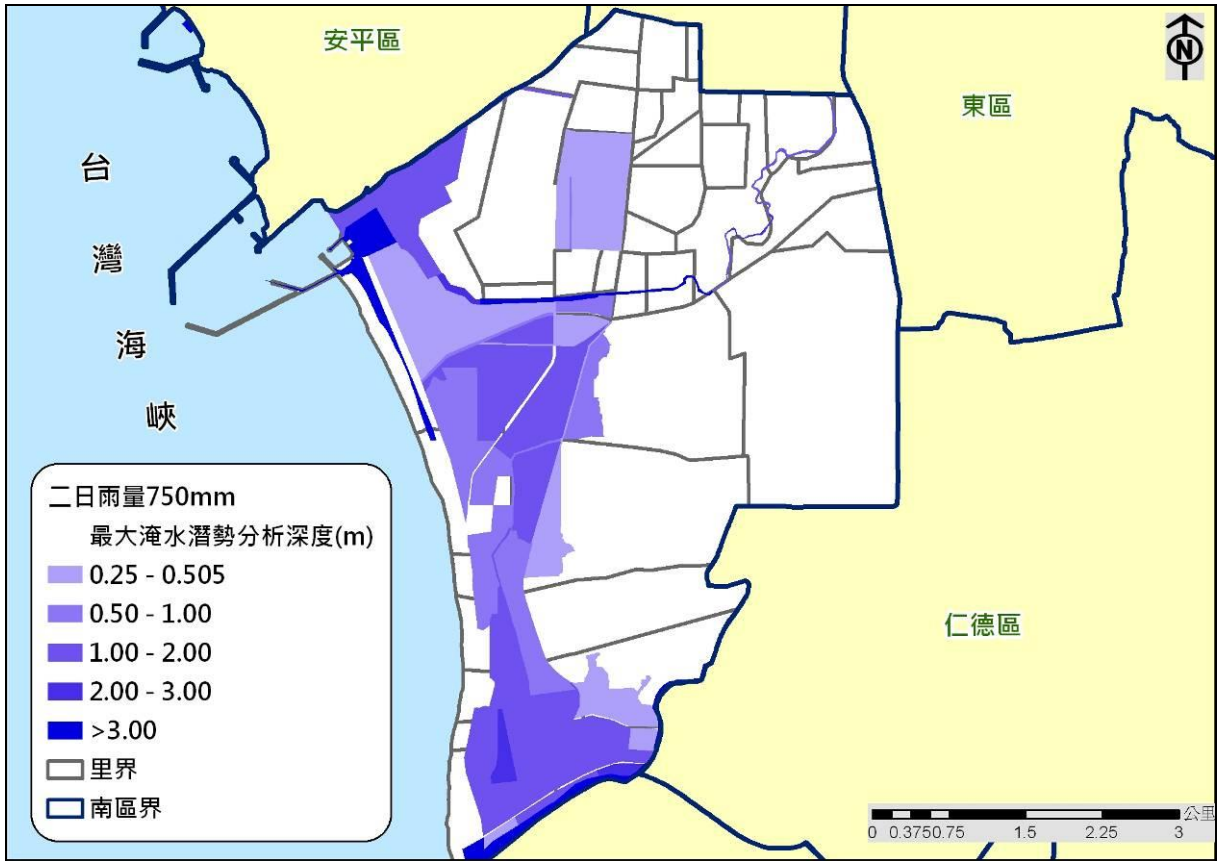 安平區
N
東區
台
灣
海
峽
二日雨量750mm
最大淹水潛勢分析深度(m)
0.25 - 0.505
0.50 - 1.00
1.00 - 2.00
2.00 - 3.00
>3.00
里界
南區界
仁德區
公里
0 0.3750.75 1.5 2.25 3